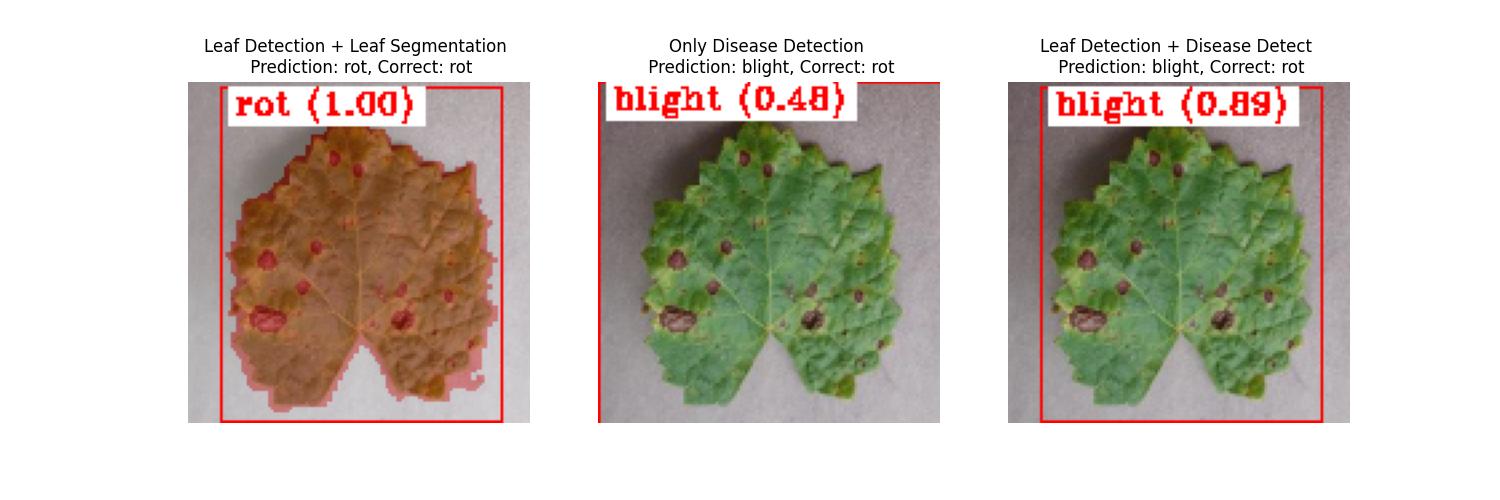 Leaf Detection + Leaf Segmentation
Prediction: rot, Correct: rot
rot (1.00)
Only Disease Detection
Prediction: blight, Correct: rot
blight (0.48)
Leaf Detection + Disease Detect
Prediction: blight, Correct: rot
blight (0.89)